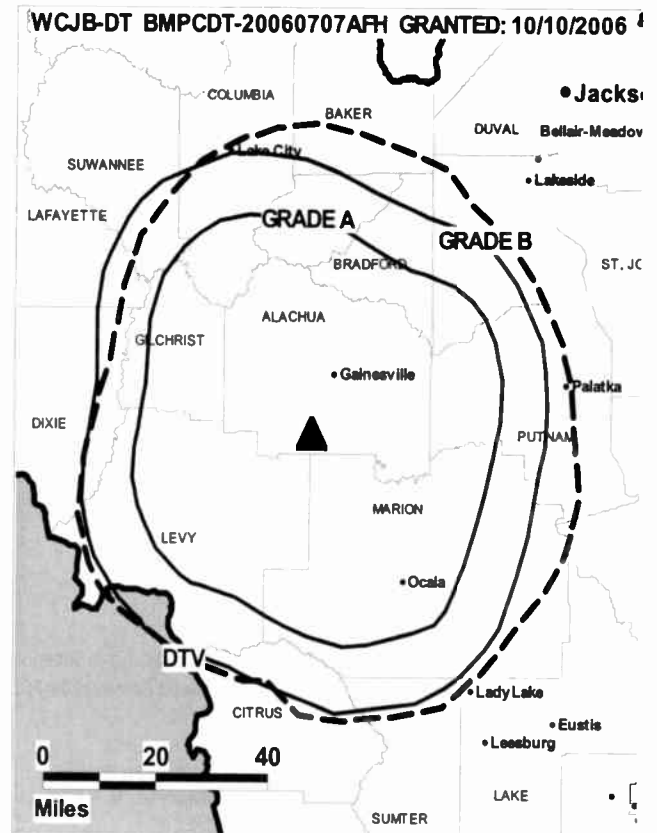 WCJB-DT BMPCDT-20060707AFH GRANTED: 10/10/2006
COLUMBIA
Jacks
BAKER
DUVAL
Bellair-Meadow
Lake City
SUWANNEE
Lakeside
LAFAYETTE
GRADE A
GRADE B
BRADFORD
ST. JO
ALACHUA
GILCHRIST
Gainesville
Palatka
DIXIE
PUTNAM
MARION
LEVY
Ocala
DTV
Lady Lake
CITRUS
Eustis
Leesburg
0 20 40
LAKE
Miles
SUMTER